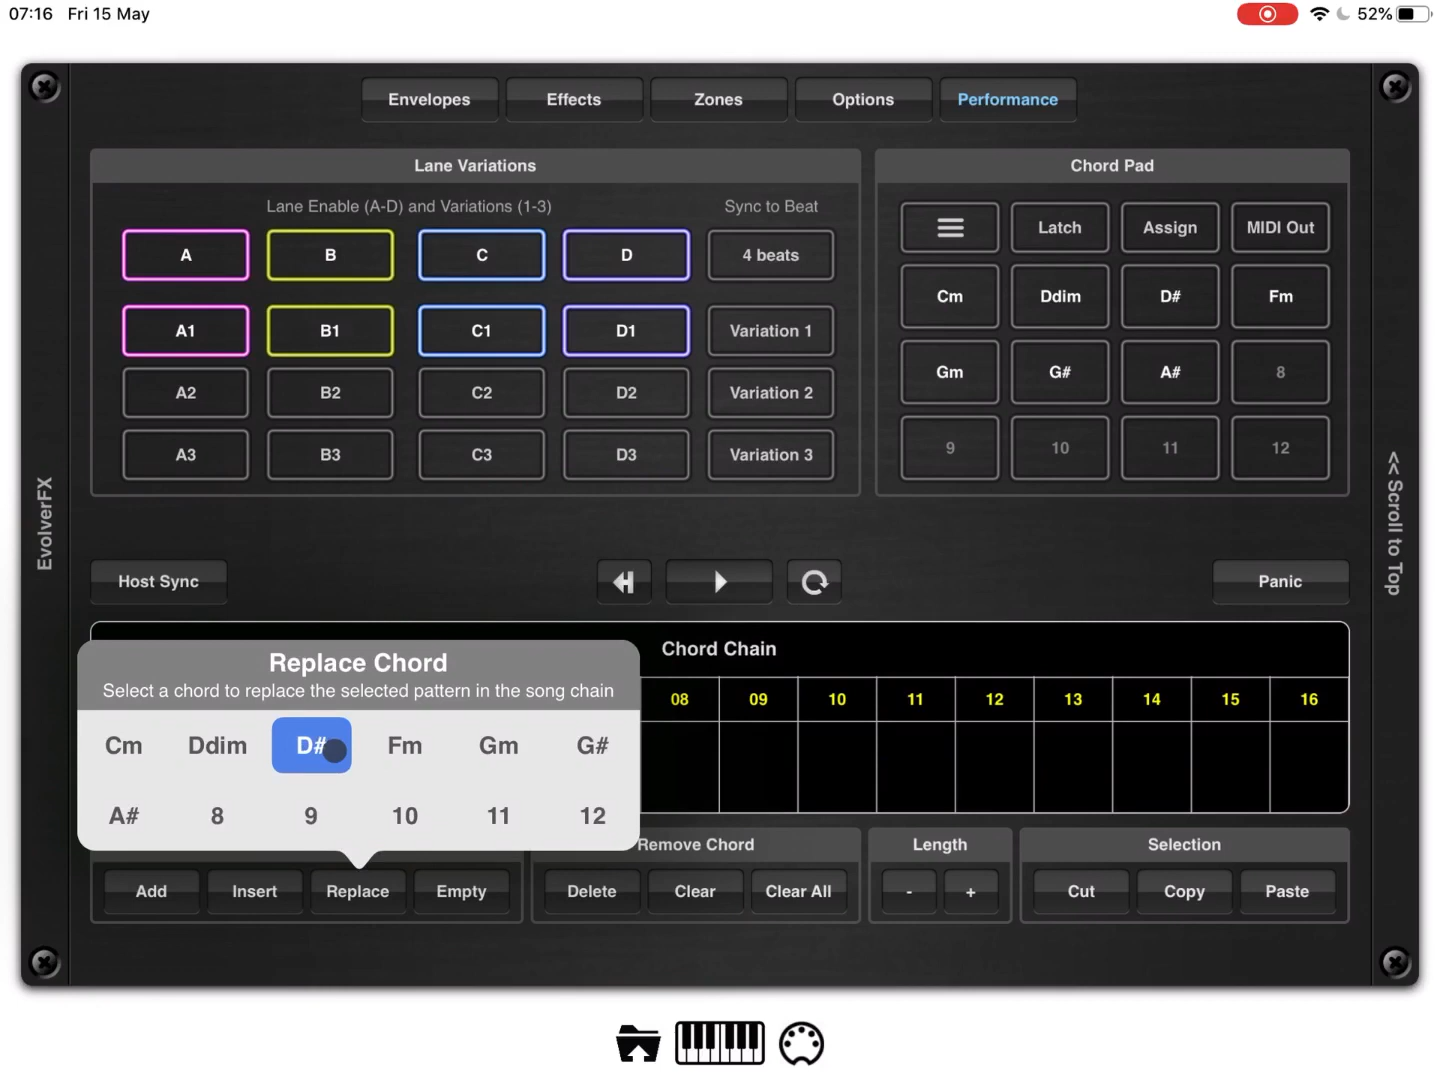 07:16 Fri 15 May
52%
Envelopes Effects Zones Options Performance
Lane Variations
Lane Enable (A-D) and Variations (1-3) Sync to Beat
A B C D 4 beats
A1 B1 C1 D1 Variation 1
A2 B2 C2 D2 Variation 2
A3 B3 C3 D3 Variation 3
Chord Pad
Latch Assign MIDI Out
Cm Ddim D# Fm
Gm G# A# 8
9 10 11 12
EvolverFX
<< Scroll to Top
Host Sync Panic
Chord Chain
08 09 10 11 12 13 14 15 16
Replace Chord
Select a chord to replace the selected pattern in the song chain
Cm Ddim D# Fm Gm G#
A# 8 9 10 11 12
Remove Chord Length Selection
Add Insert Replace Empty Delete Clear Clear All - + Cut Copy Paste